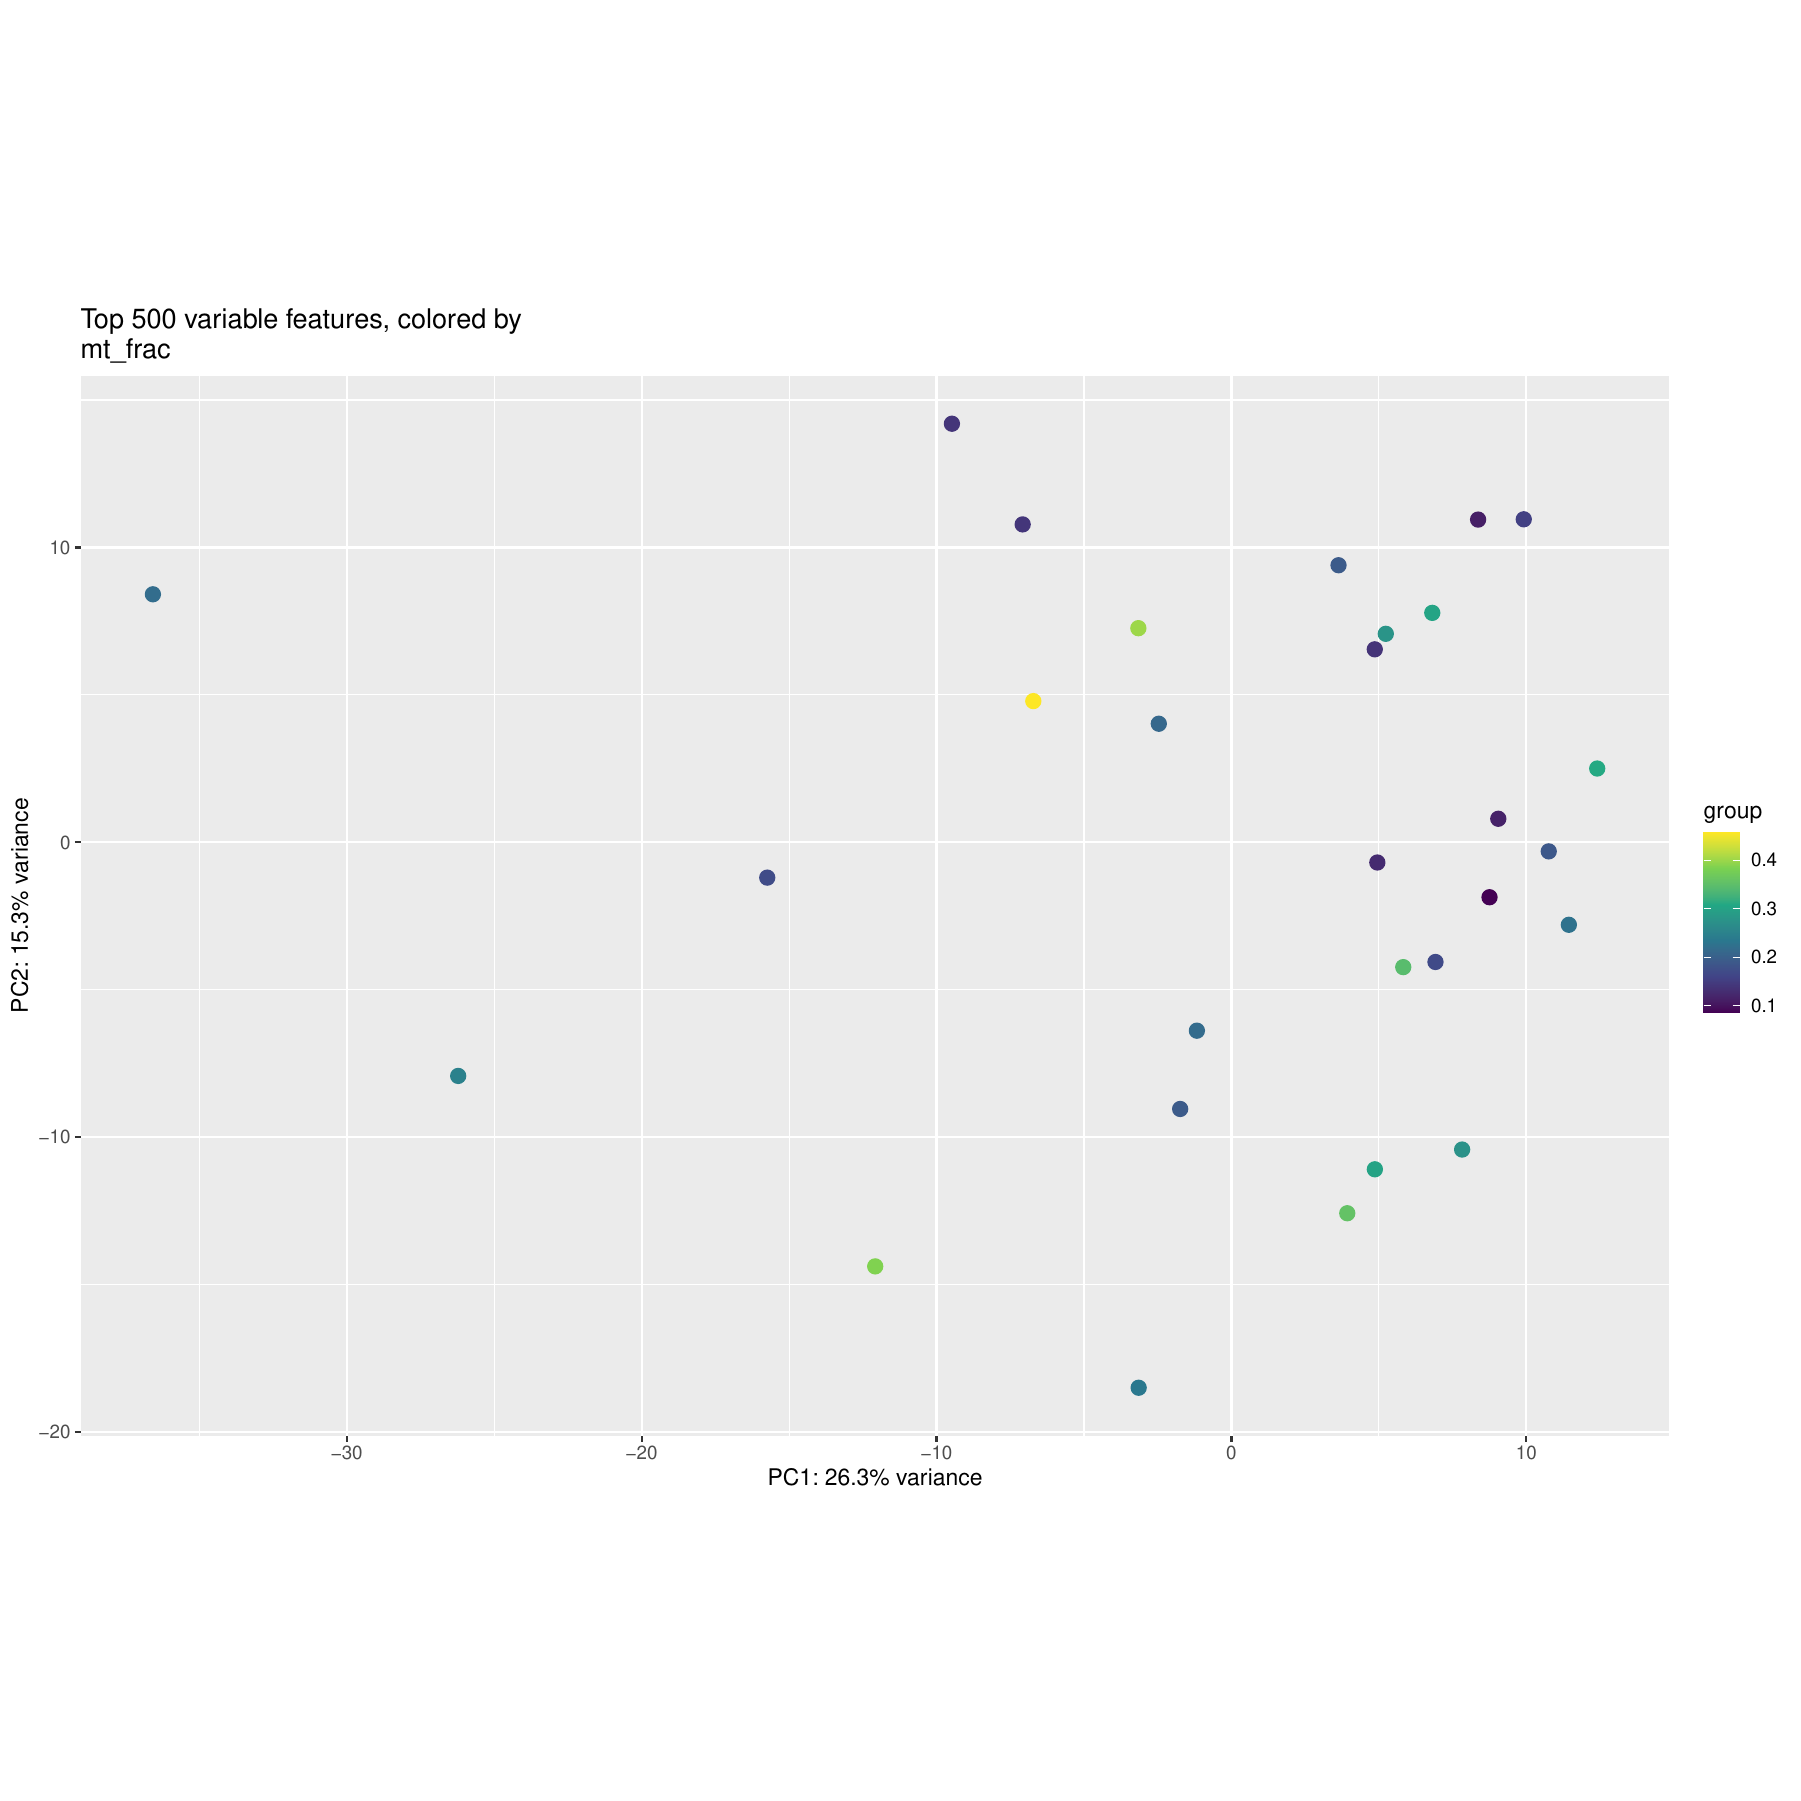 Top 500 variable features, colored by
mt_frac
10
0
−10
−20
PC2: 15.3% variance
−30
−20
−10
0
10
PC1: 26.3% variance
group
0.4
0.3
0.2
0.1